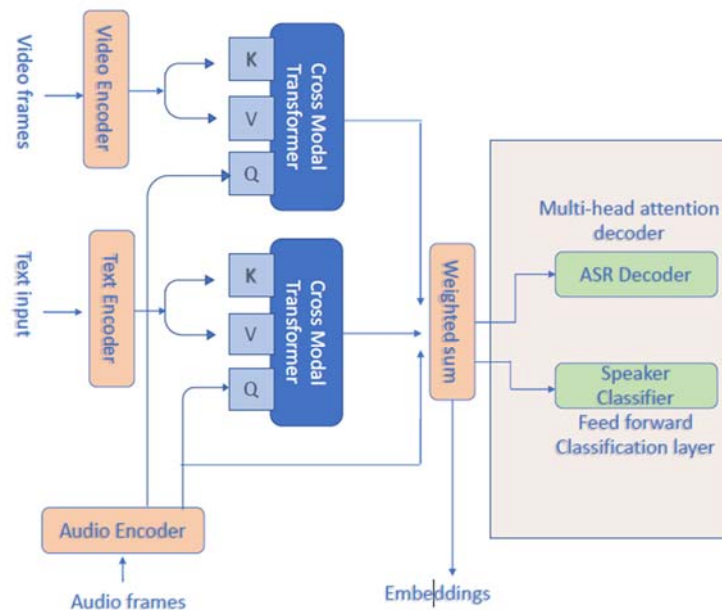 Video frames
Video Encoder
K
V
Q
Cross Modal
Transformer
Text input
Text Encoder
K
V
Q
Cross Modal
Transformer
Audio Encoder
Audio frames
Weighted sum
Embeddings
Multi-head attention
decoder
ASR Decoder
Speaker
Classifier
Feed forward
Classification layer